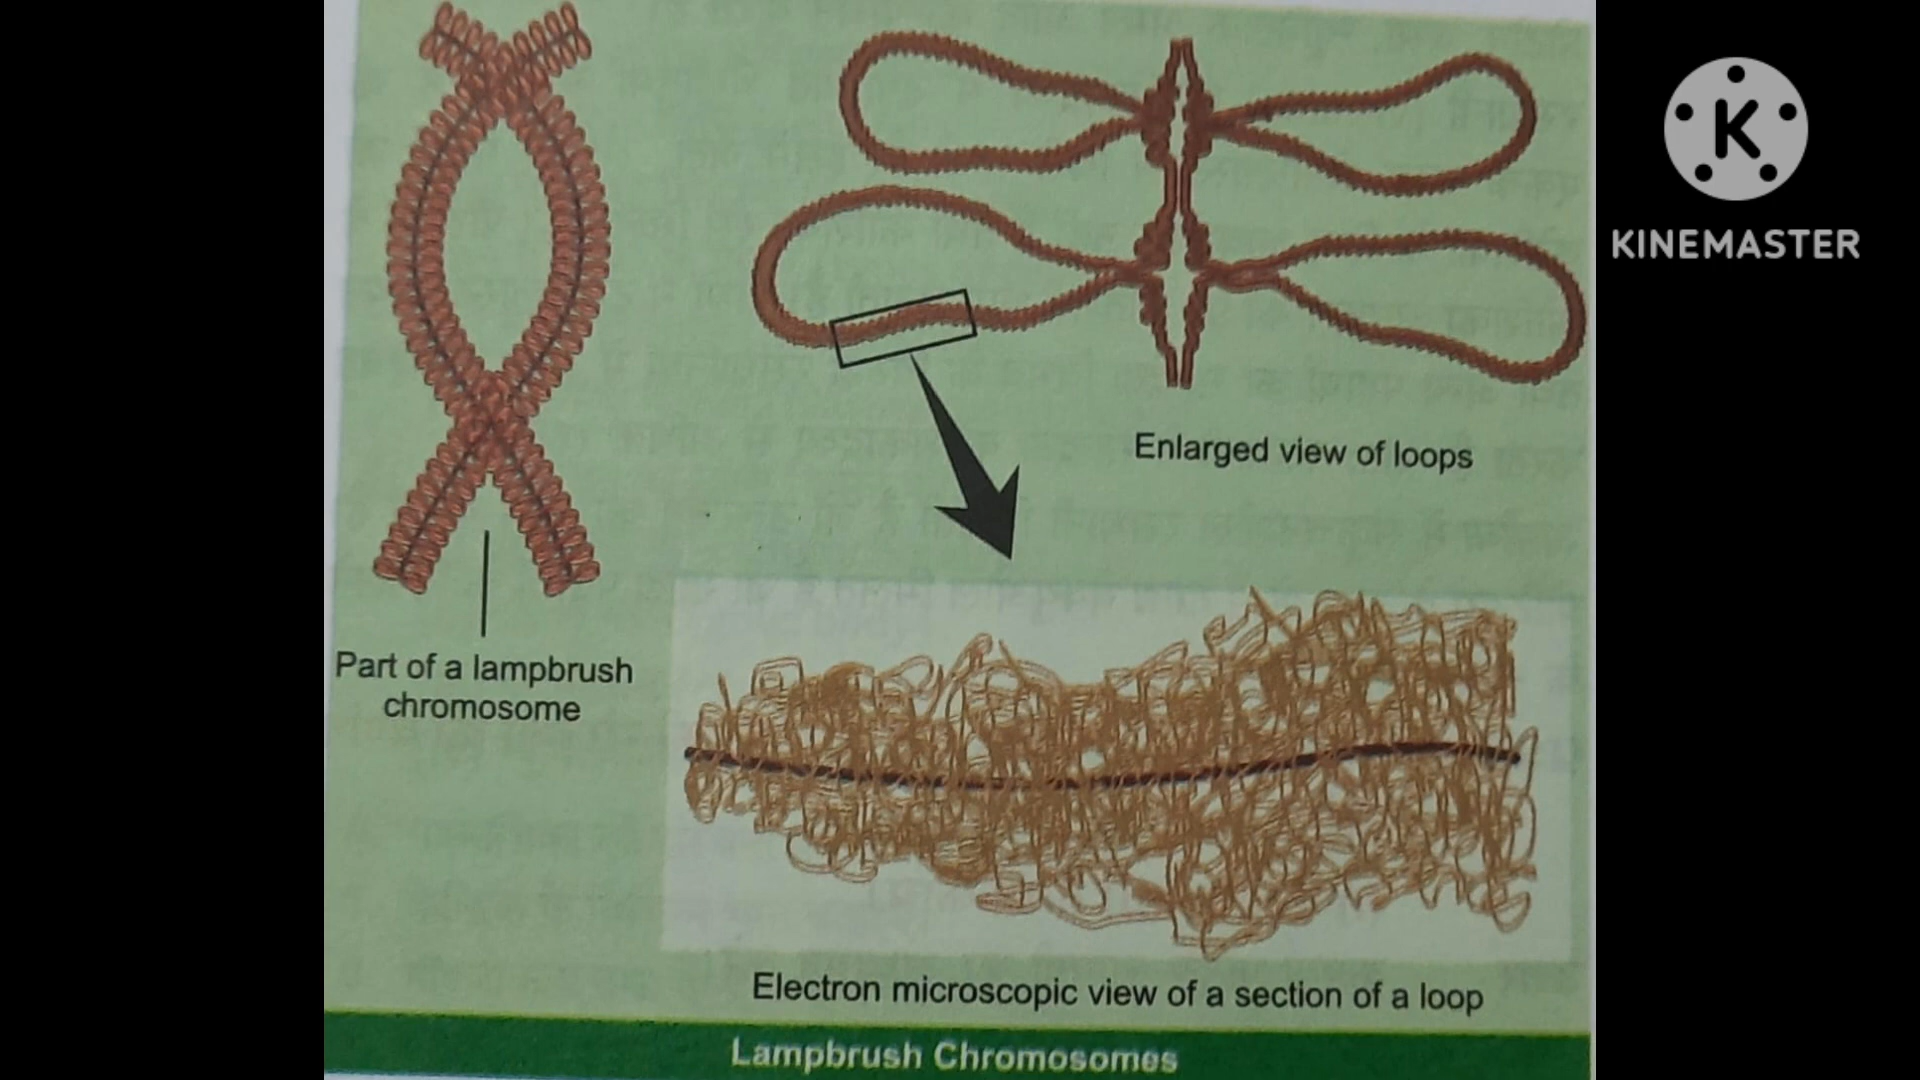 K
KINEMASTER
Enlarged view of loops
Part of a lampbrush
chromosome
Electron microscopic view of a section of a loop
Lampbrush Chromosomes